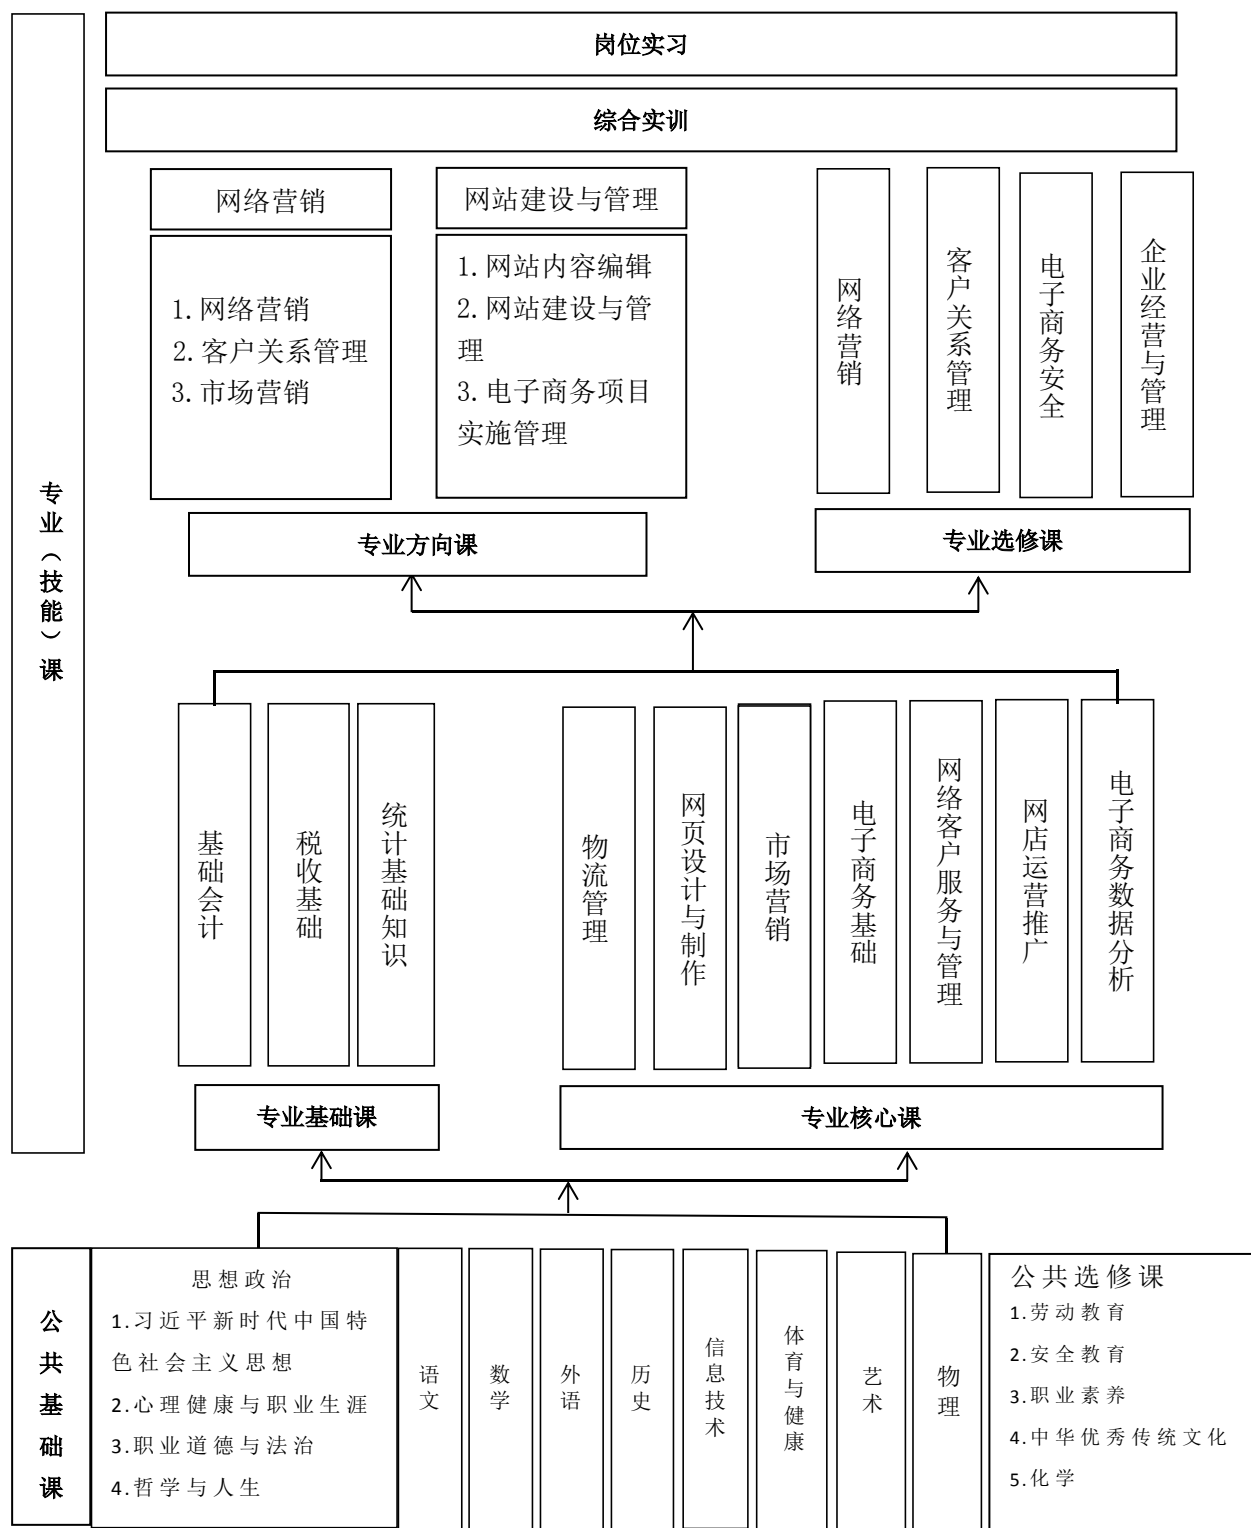 岗位实习
综合实训
专业（技能）课
网络营销
1.网络营销
2.客户关系管理
3.市场营销
网站建设与管理
1.网站内容编辑
2.网站建设与管
理
3.电子商务项目
实施管理
网络营销
客户关系管理
电子商务安全
企业经营与管理
专业方向课
专业选修课
基础会计
税收基础
统计基础知识
物流管理
网页设计与制作
市场营销
电子商务基础
网络客户服务与管理
网店运营推广
电子商务数据分析
专业基础课
专业核心课
公共基础课
思想政治
1.习近平新时代中国特
色社会主义思想
2.心理健康与职业生涯
3.职业道德与法治
4.哲学与人生
语文
数学
外语
历史
信息技术
体育与健康
艺术
物理
公共选修课
1.劳动教育
2.安全教育
3.职业素养
4.中华优秀传统文化
5.化学